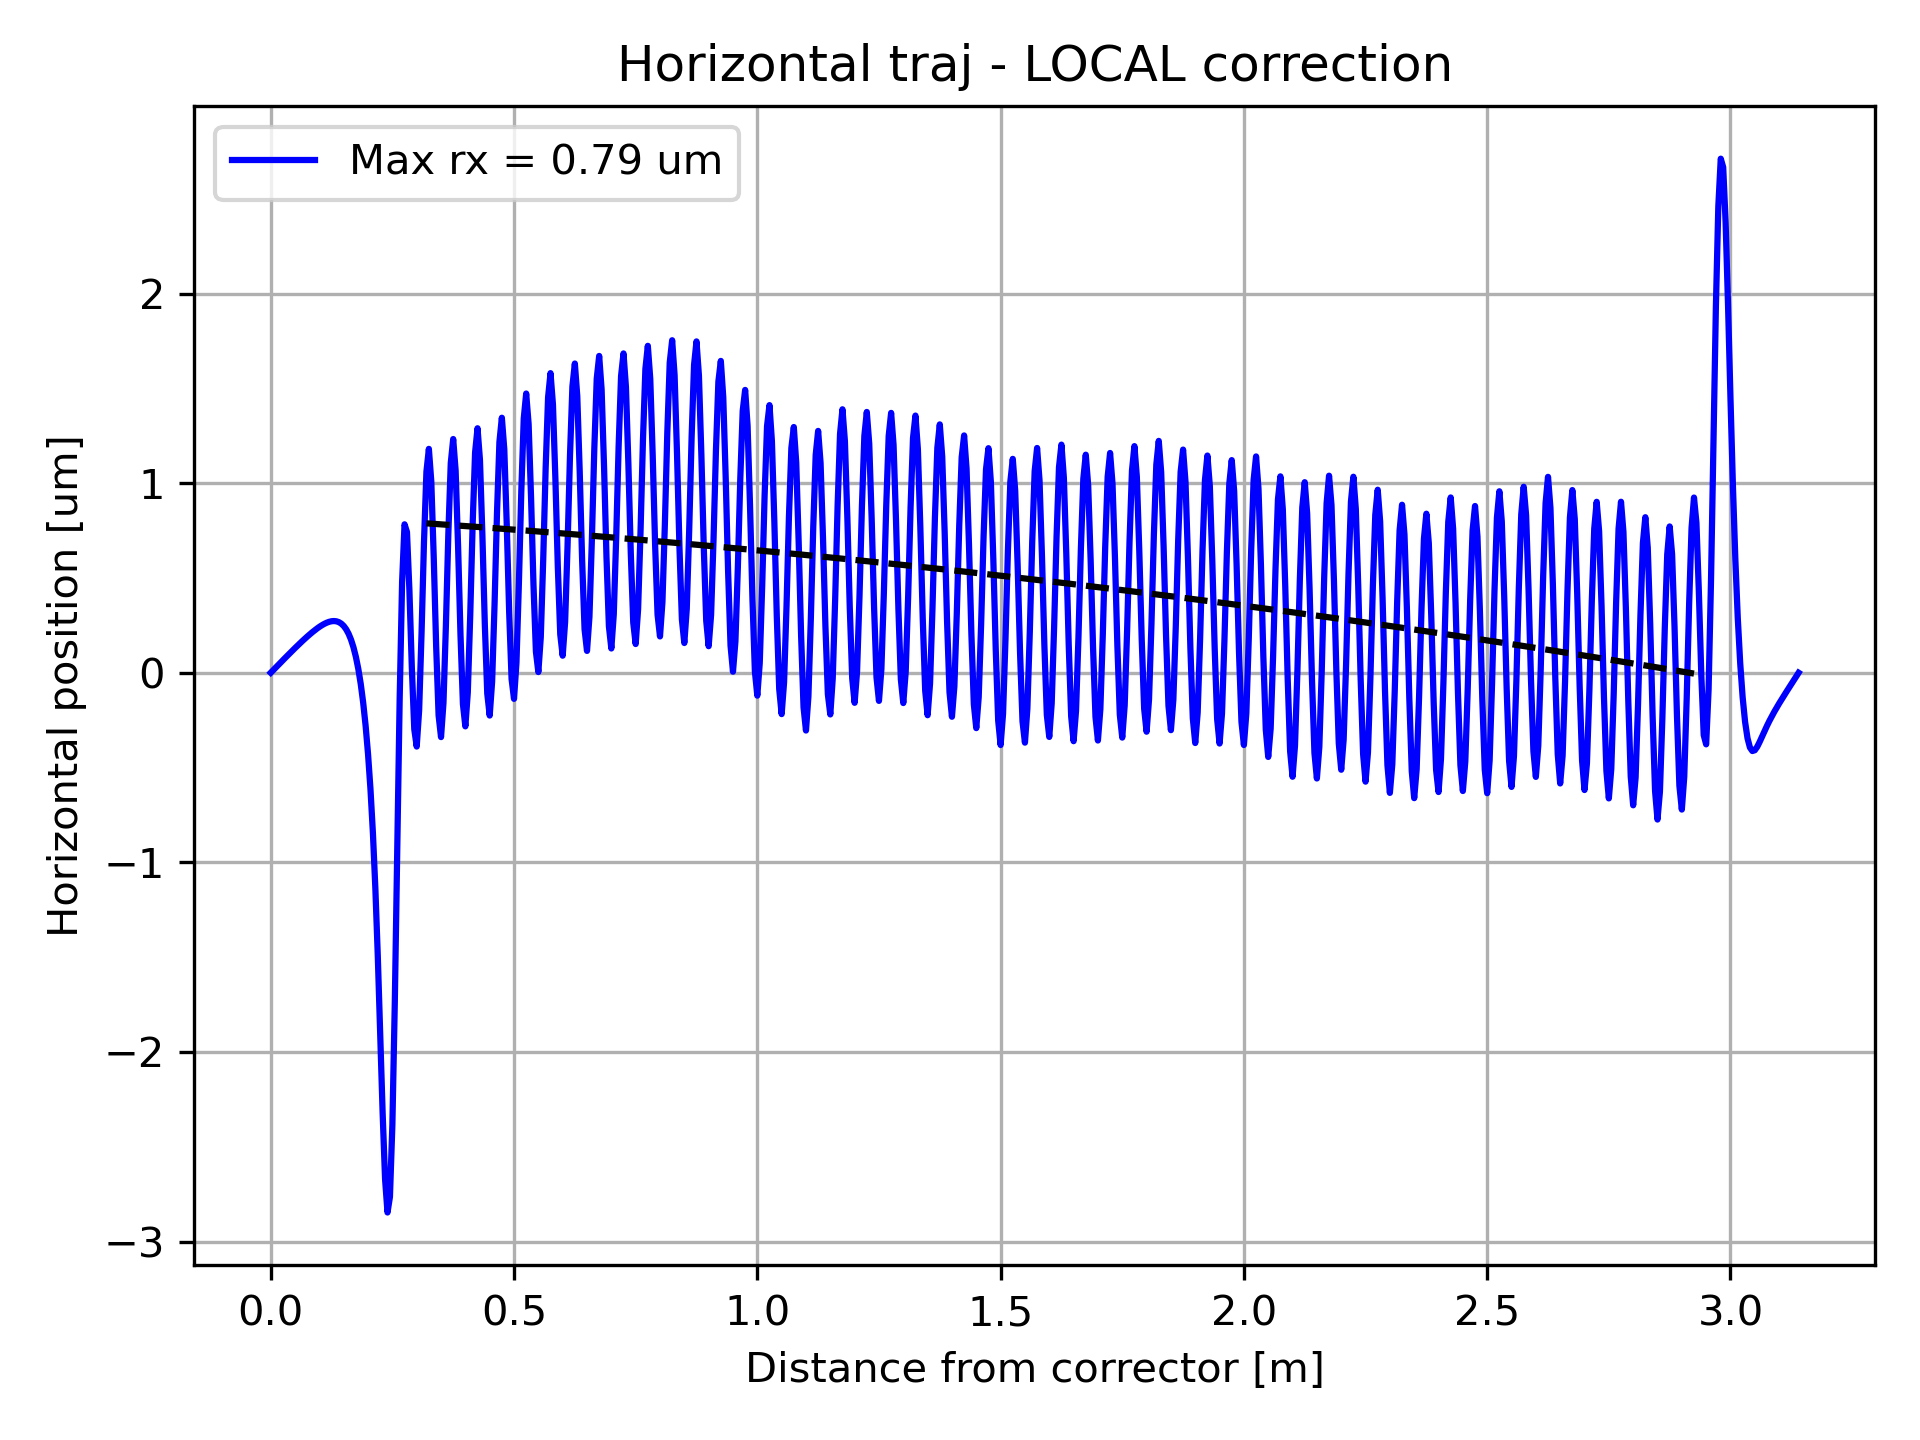 Horizontal traj - LOCAL correction
Max rx = 0.79 um
Horizontal position [um]
2
1
0
−1
−2
−3
0.0 0.5 1.0 1.5 2.0 2.5 3.0
Distance from corrector [m]